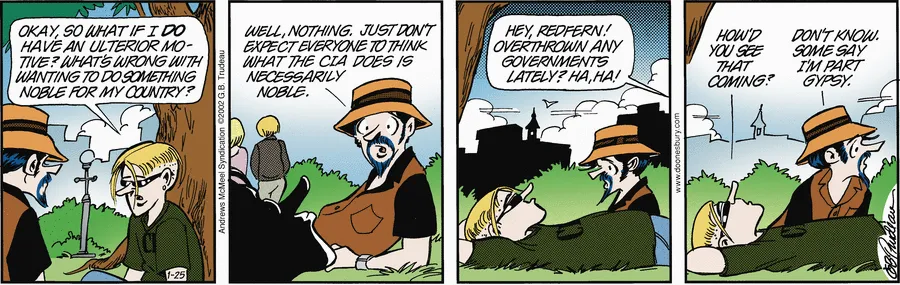 OKAY, SO WHAT IF I DO
HAVE AN ULTERIOR MO-
TIVE? WHAT'S WRONG WITH
WANTING TO DO SOMETHING
NOBLE FOR MY COUNTRY?
1-25
Andrews McMeel Syndication ©2002 G.B. Trudeau
WELL, NOTHING. JUST DON'T
EXPECT EVERYONE TO THINK
WHAT THE CIA DOES IS
NECESSARILY
NOBLE.
HEY, REDFERN!
OVERTHROWN ANY
GOVERNMENTS
LATELY? HA, HA!
www.doonesbury.com
HOW'D
YOU SEE
THAT
COMING?
DON'T KNOW.
SOME SAY
I'M PART
GYPSY.
GBTrudeau